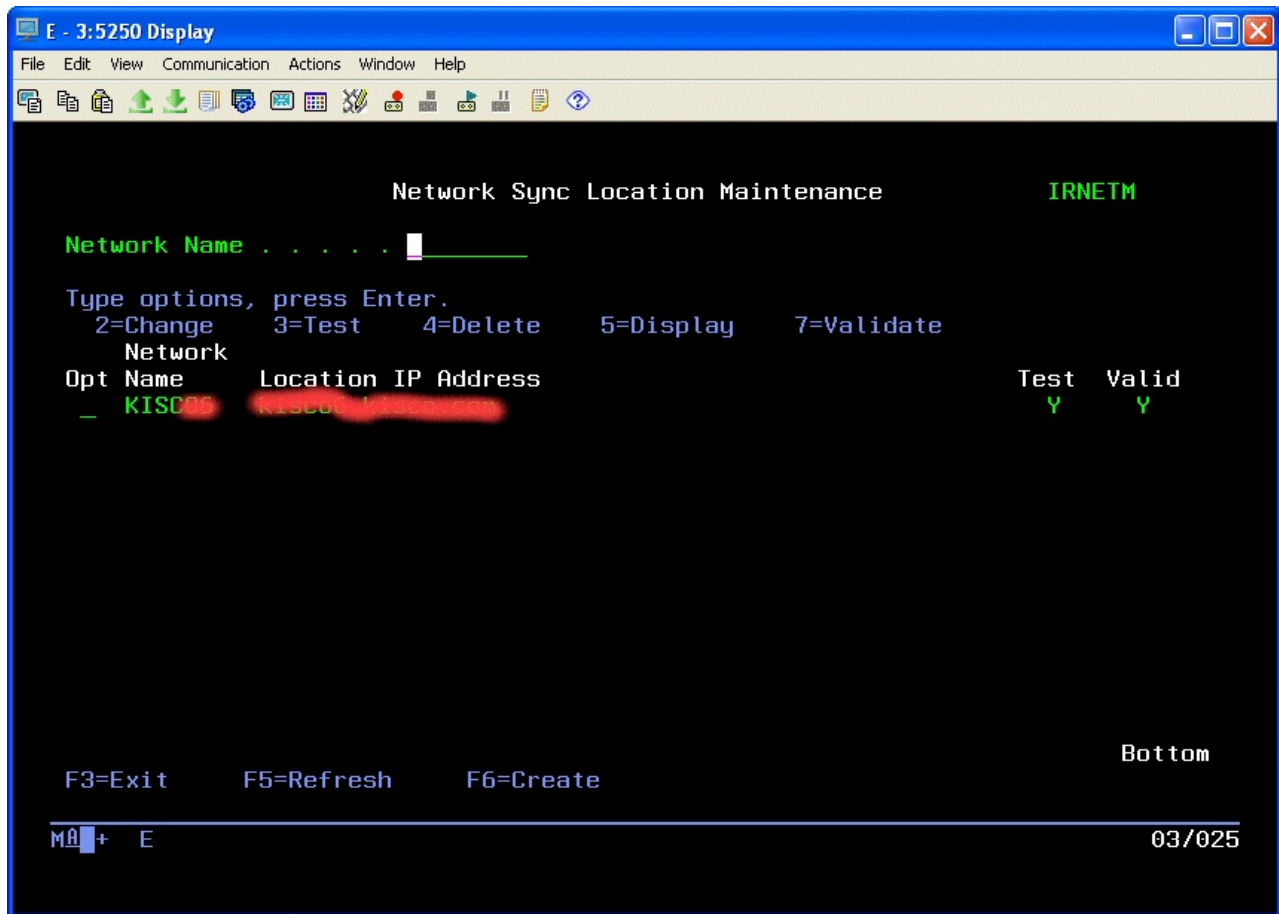 E - 3:5250 Display
File Edit View Communication Actions Window Help
Network Sync Location Maintenance IRNETM
Network Name . . . . .
Type options, press Enter.
2=Change 3=Test 4=Delete 5=Display 7=Validate
Network
Opt Name Location IP Address Test Valid
_ Y Y
Bottom
F3=Exit F5=Refresh F6=Create
MA + E 03/025